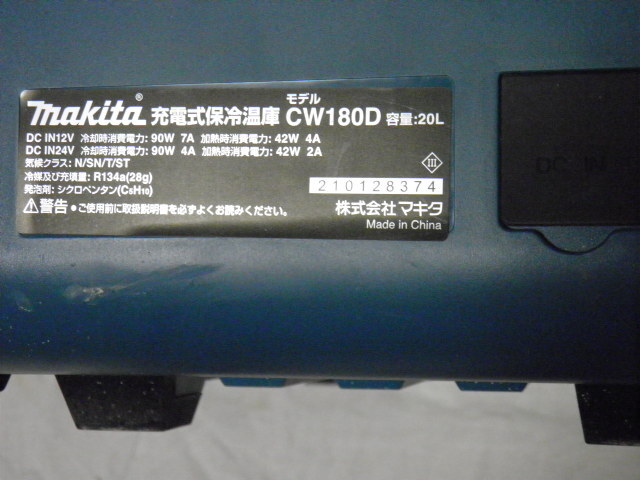 makita® 充電式保冷温庫 モデル CW180D 容量:20L
DC IN12V 冷却時消費電力: 90W 7A 加熱時消費電力: 42W 4A
DC IN24V 冷却時消費電力: 90W 4A 加熱時消費電力: 42W 2A
気候クラス: N/SN/T/ST
冷媒及び充填量: R134a(28g)
発泡剤: シクロペンタン(C5H10)
III
210128374
⚠警告 ●ご使用前に取扱説明書を必ずよくお読みください。
株式会社マキタ
Made in China
DC IN